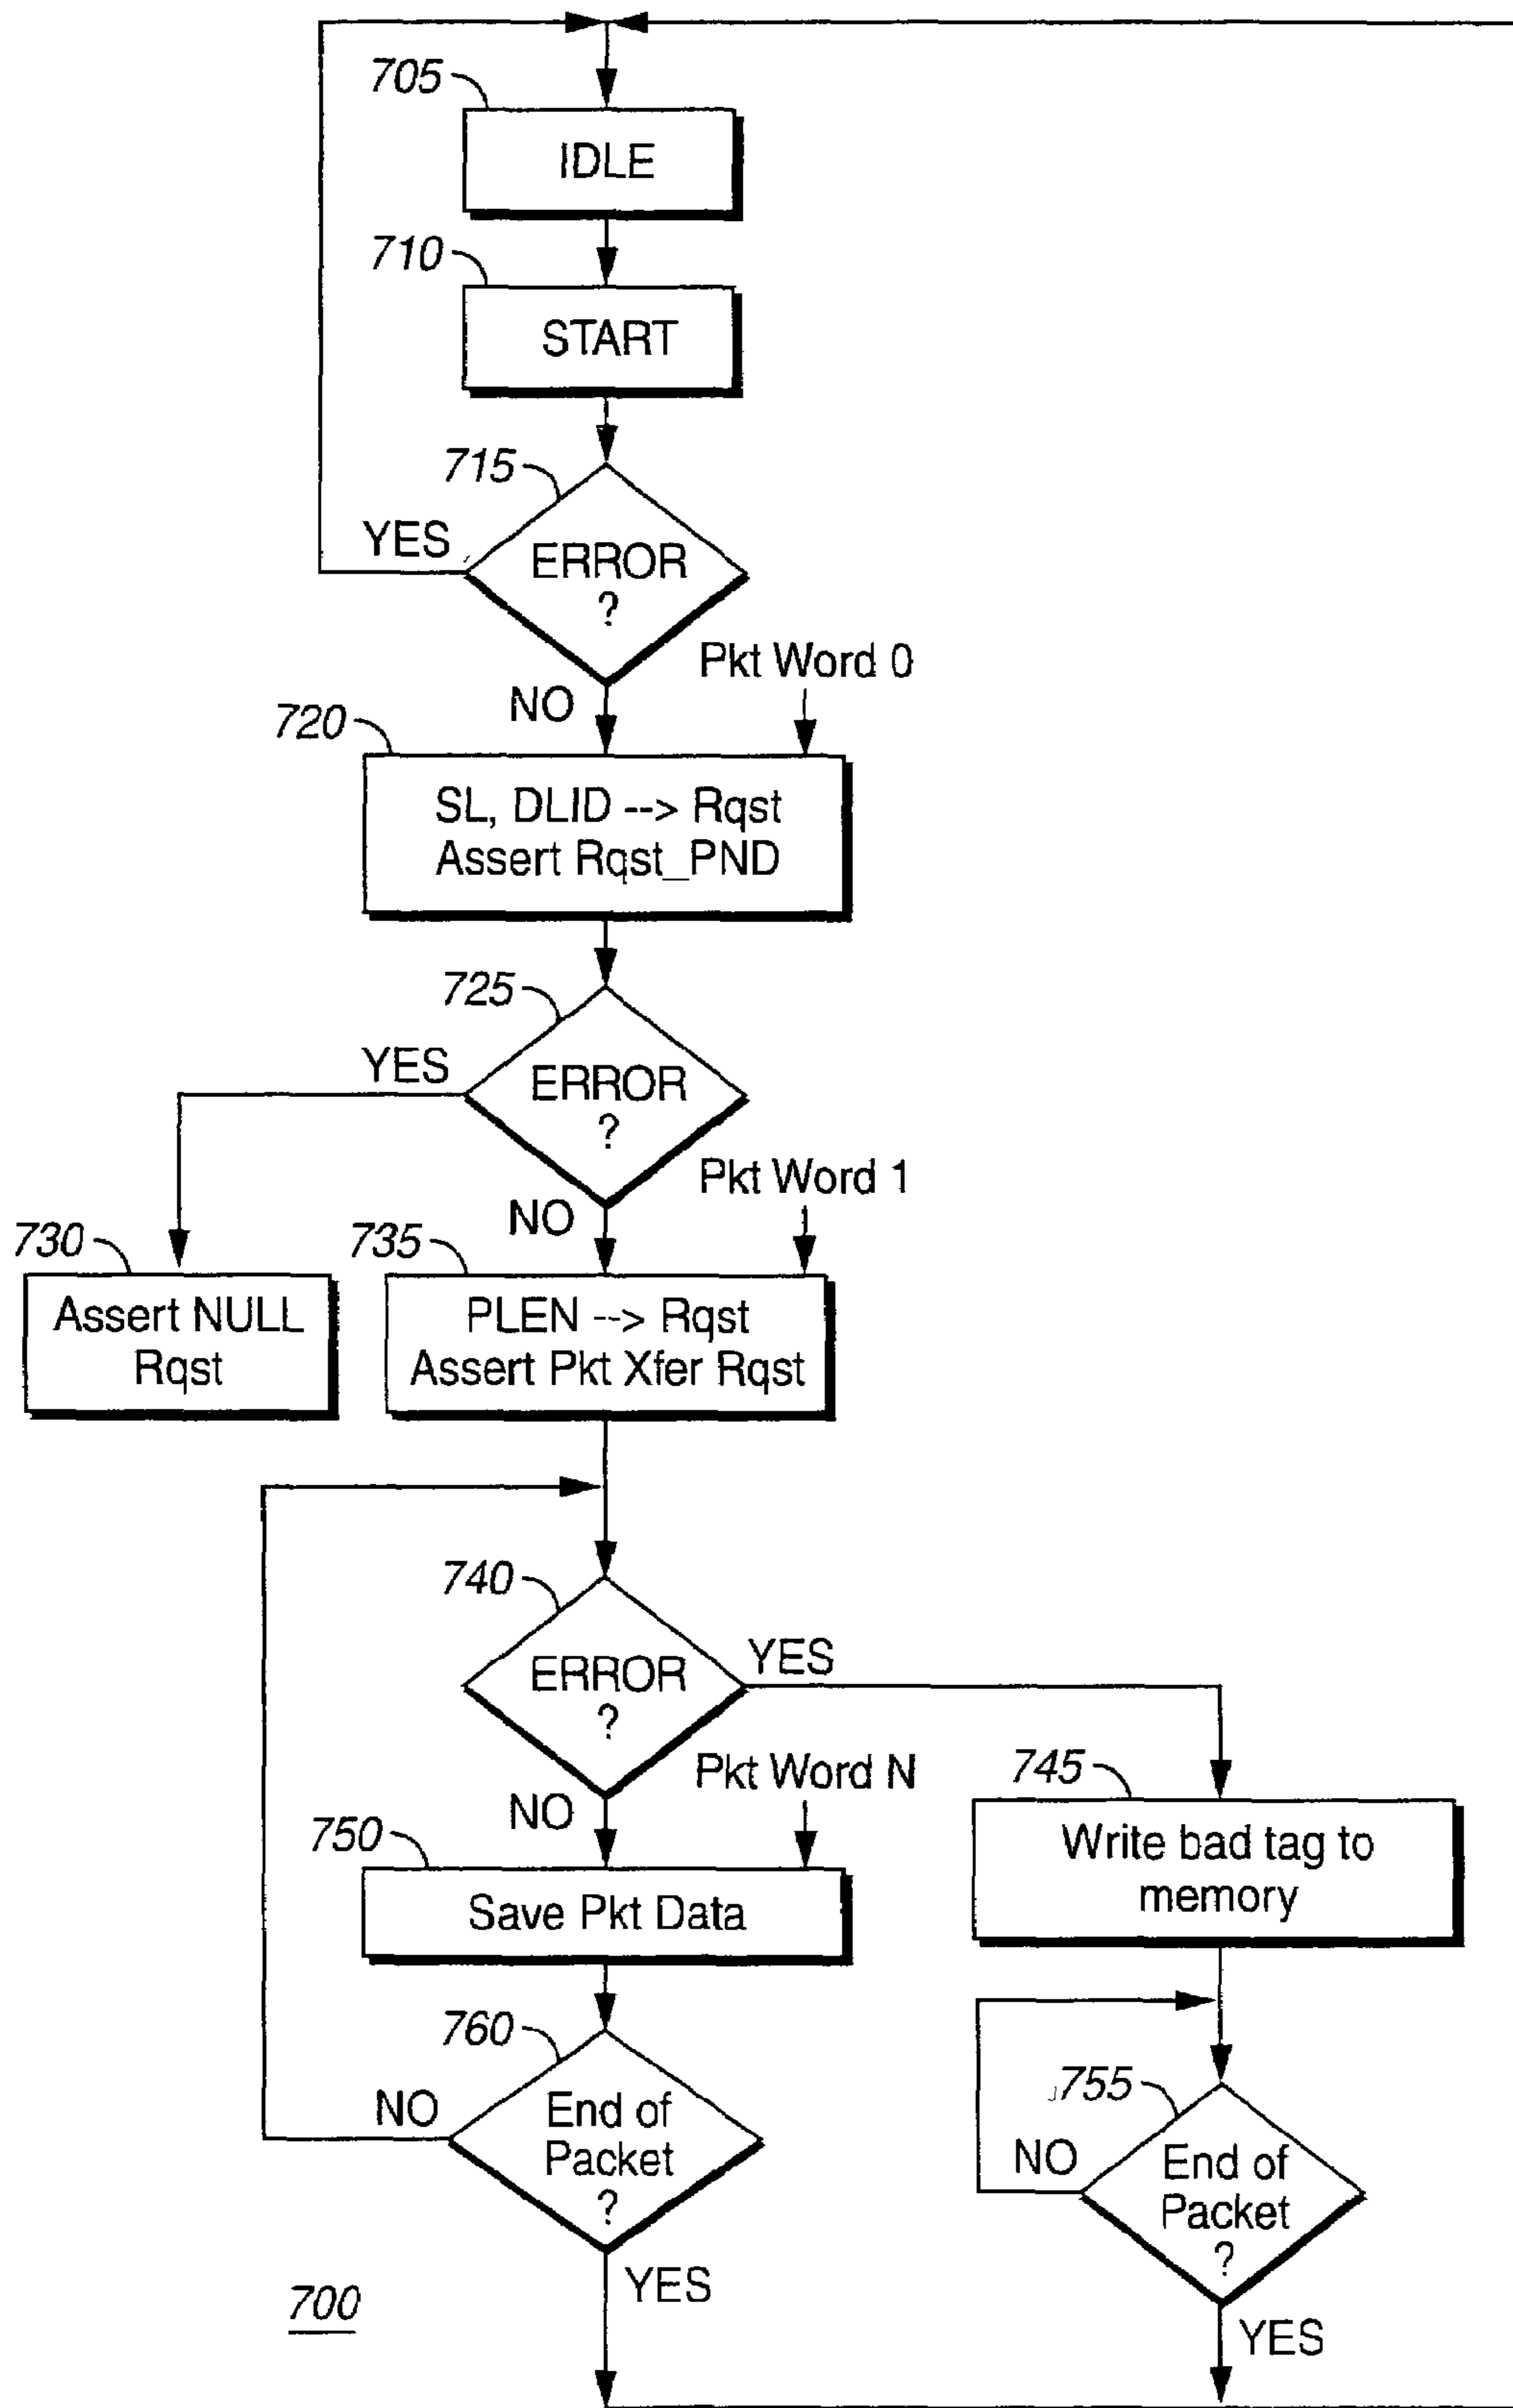 705
IDLE
710
START
715
YES
ERROR
?
Pkt Word 0
NO
720
SL, DLID --> Rqst
Assert Rqst_PND
725
YES
ERROR
?
Pkt Word 1
NO
730
735
Assert NULL
Rqst
PLEN --> Rqst
Assert Pkt Xfer Rqst
740
ERROR
?
YES
Pkt Word N
NO
745
750
Write bad tag to
memory
Save Pkt Data
760
NO
End of
Packet
?
755
NO
End of
Packet
?
YES
700
YES